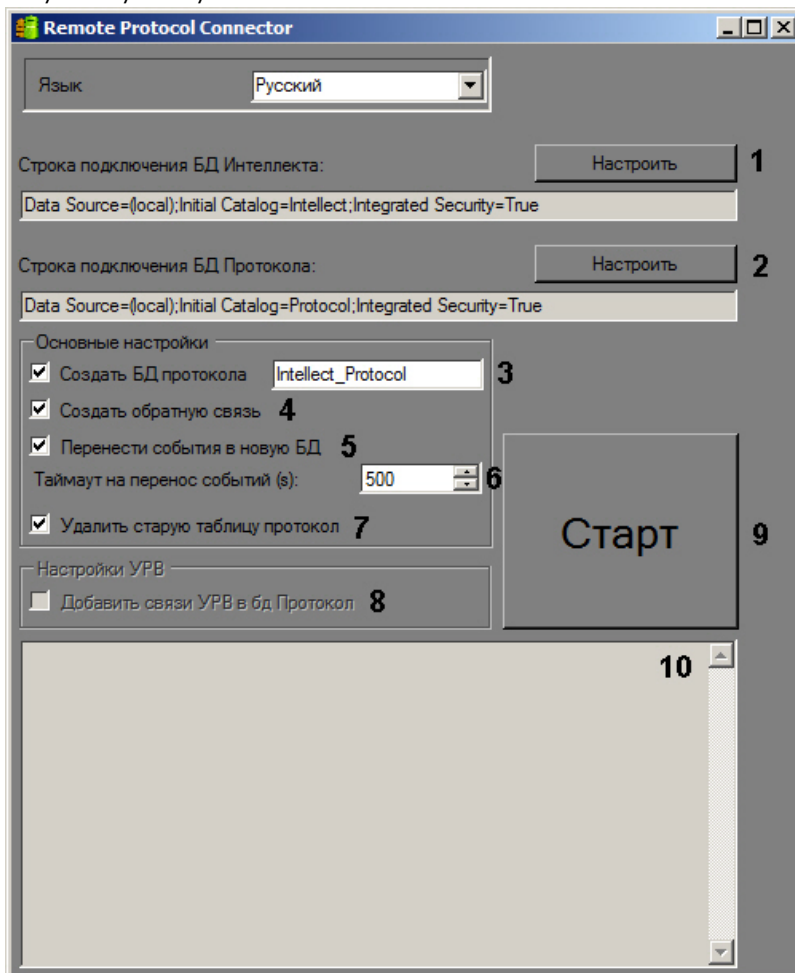 Remote Protocol Connector
Язык Русский
Строка подключения БД Интеллекта: Настроить 1
Data Source=(local);Initial Catalog=Intellect;Integrated Security=True
Строка подключения БД Протокола: Настроить 2
Data Source=(local);Initial Catalog=Protocol;Integrated Security=True
Основные настройки
Создать БД протокола Intellect_Protocol 3
Создать обратную связь 4
Перенести события в новую БД 5
Таймаут на перенос событий (s): 500 6
Удалить старую таблицу протокол 7
Старт 9
Настройки УРВ
Добавить связи УРВ в бд Протокол 8
10